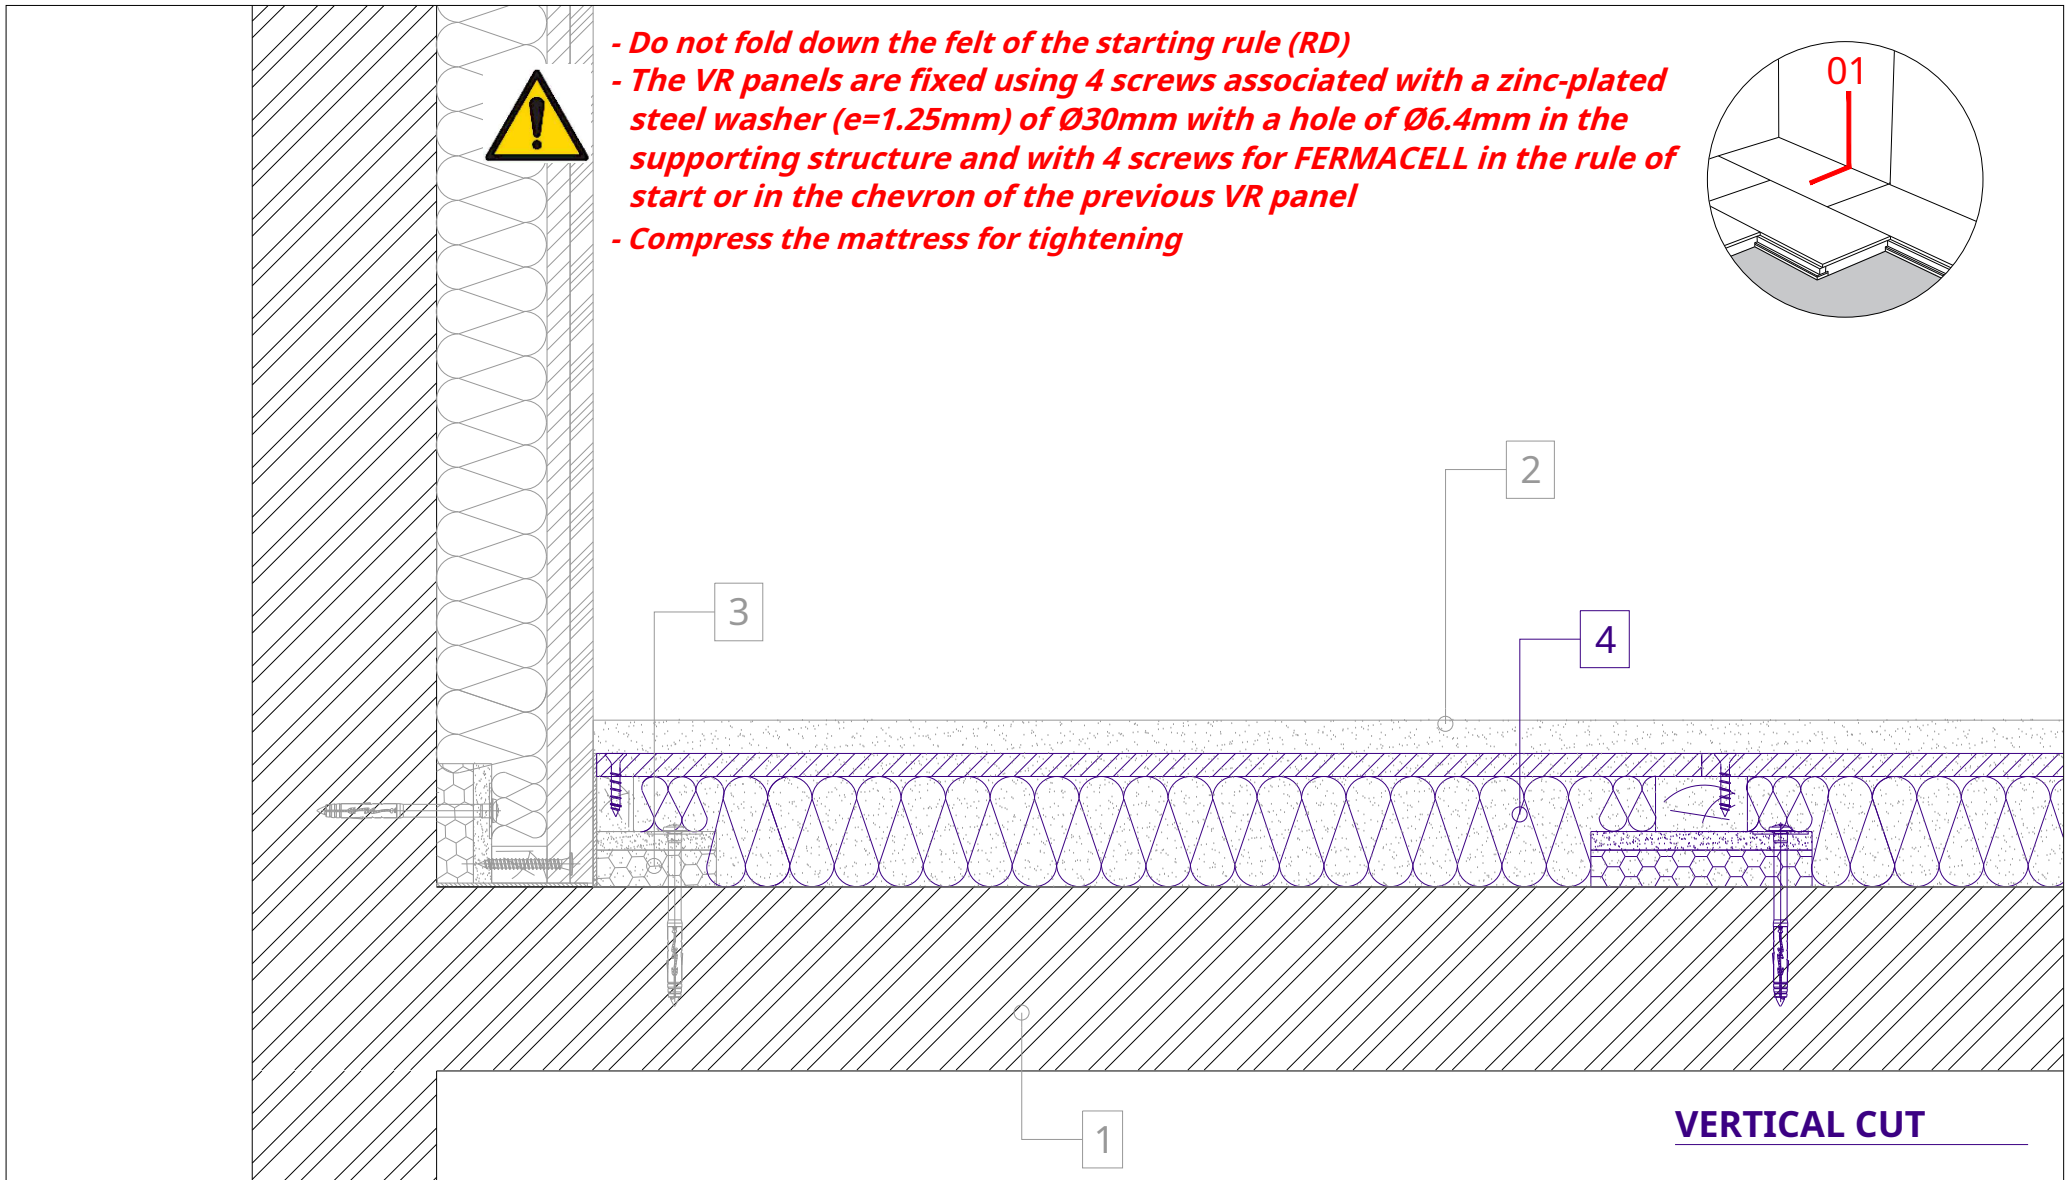 - Do not fold down the felt of the starting rule (RD)
- The VR panels are fixed using 4 screws associated with a zinc-plated
steel washer (e=1.25mm) of Ø30mm with a hole of Ø6.4mm in the
supporting structure and with 4 screws for FERMACELL in the rule of
start or in the chevron of the previous VR panel
- Compress the mattress for tightening
01
2
3
4
1
VERTICAL CUT